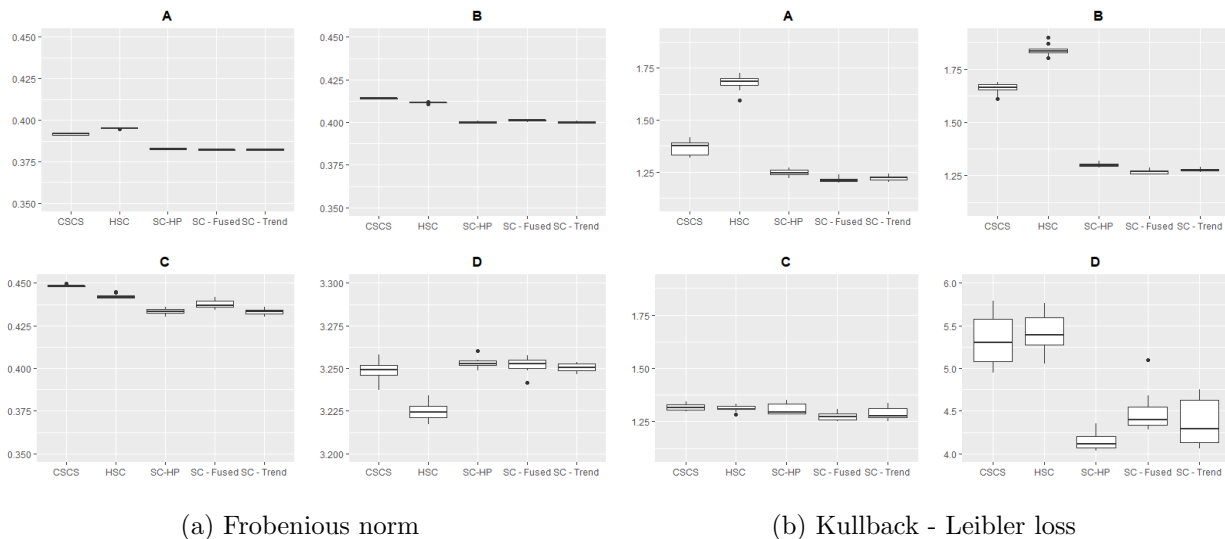 A
0.450
0.425
0.400
0.375
0.350
CSCS HSC SC-HP SC - Fused SC - Trend
B
0.450
0.425
0.400
0.375
0.350
CSCS HSC SC-HP SC - Fused SC - Trend
C
0.450
0.425
0.400
0.375
0.350
CSCS HSC SC-HP SC - Fused SC - Trend
D
3.300
3.275
3.250
3.225
3.200
CSCS HSC SC-HP SC - Fused SC - Trend
(a) Frobenious norm
A
1.75
1.50
1.25
CSCS HSC SC-HP SC - Fused SC - Trend
B
1.75
1.50
1.25
CSCS HSC SC-HP SC - Fused SC - Trend
C
1.75
1.50
1.25
CSCS HSC SC-HP SC - Fused SC - Trend
D
6.0
5.5
5.0
4.5
4.0
CSCS HSC SC-HP SC - Fused SC - Trend
(b) Kullback - Leibler loss